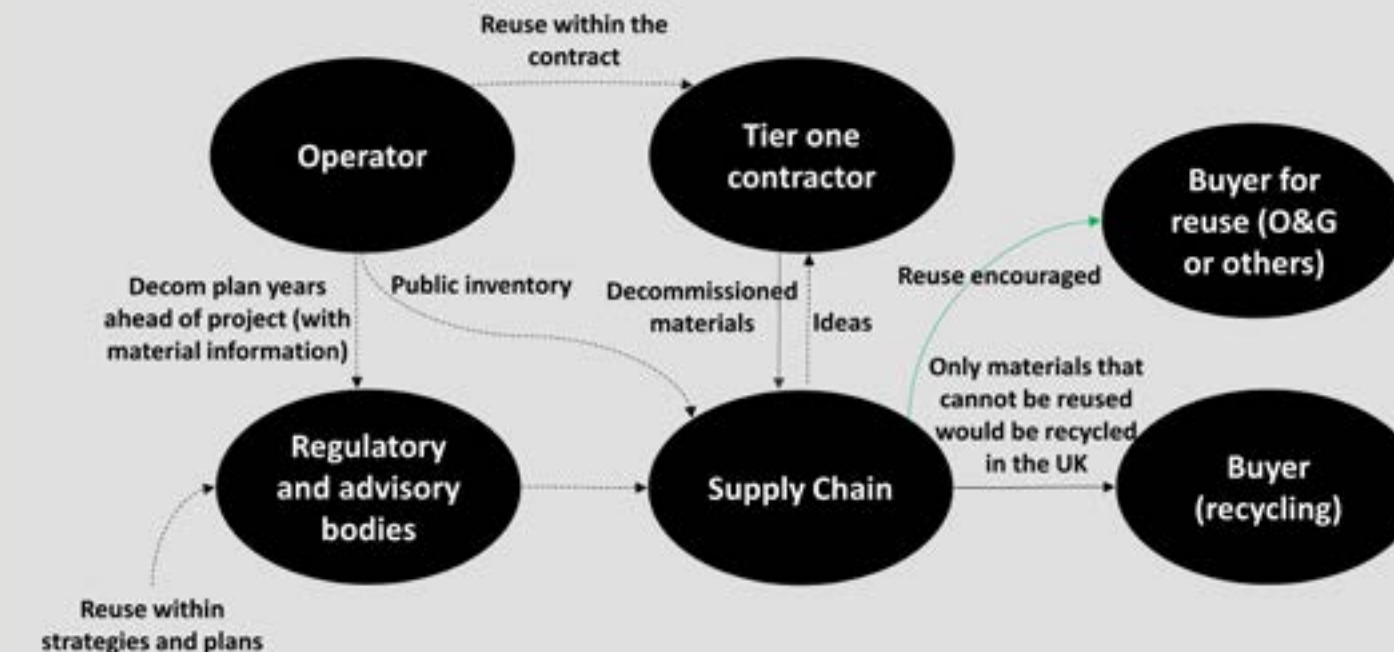 Reuse within the
contract
Operator
Tier one
contractor
Buyer for
reuse (O&G
or others)
Decom plan years
ahead of project (with
material information)
Public inventory
Decommissioned
materials
Ideas
Reuse encouraged
Only materials that
cannot be reused
would be recycled
in the UK
Regulatory
and advisory
bodies
Supply Chain
Buyer
(recycling)
Reuse within
strategies and plans